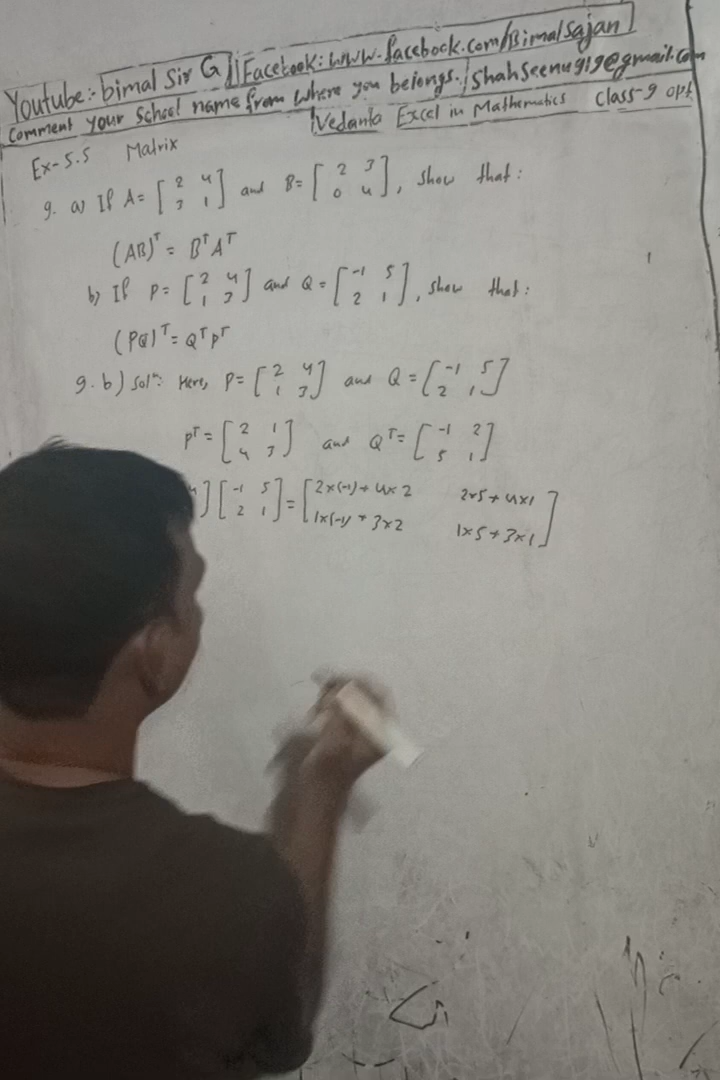 Youtube:- bimal Sir G || Facebook: www.facebook.com/BimalSajan
Comment your School name from where you belongs. | Shahseenu919@gmail.com
Vedanta Excel in Mathematics Class-9 opt
Ex-5.5 Matrix
9. a) If A = [2 4; 3 1] and B = [2 3; 0 4], show that:
(AB)ᵀ = BᵀAᵀ
b) If P = [2 4; 1 3] and Q = [-1 5; 2 1], show that:
(PQ)ᵀ = QᵀPᵀ
9. b) Solⁿ: Here, P = [2 4; 1 3] and Q = [-1 5; 2 1]
Pᵀ = [2 1; 4 3] and Qᵀ = [-1 2; 5 1]
] [-1 5; 2 1] = [2×(-1)+4×2 2×5+4×1; 1×(-1)+3×2 1×5+3×1]